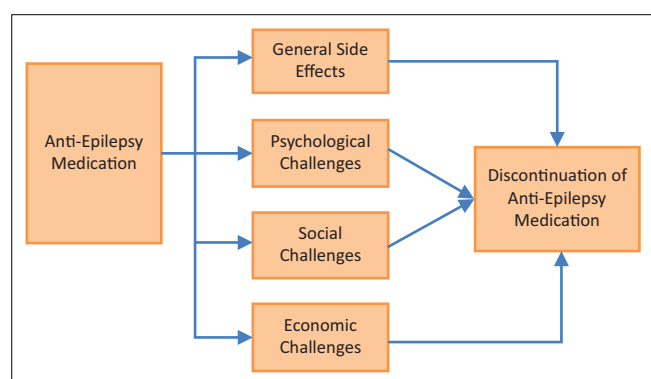 Anti-Epilepsy
Medication
General Side
Effects
Psychological
Challenges
Social
Challenges
Economic
Challenges
Discontinuation of
Anti-Epilepsy
Medication